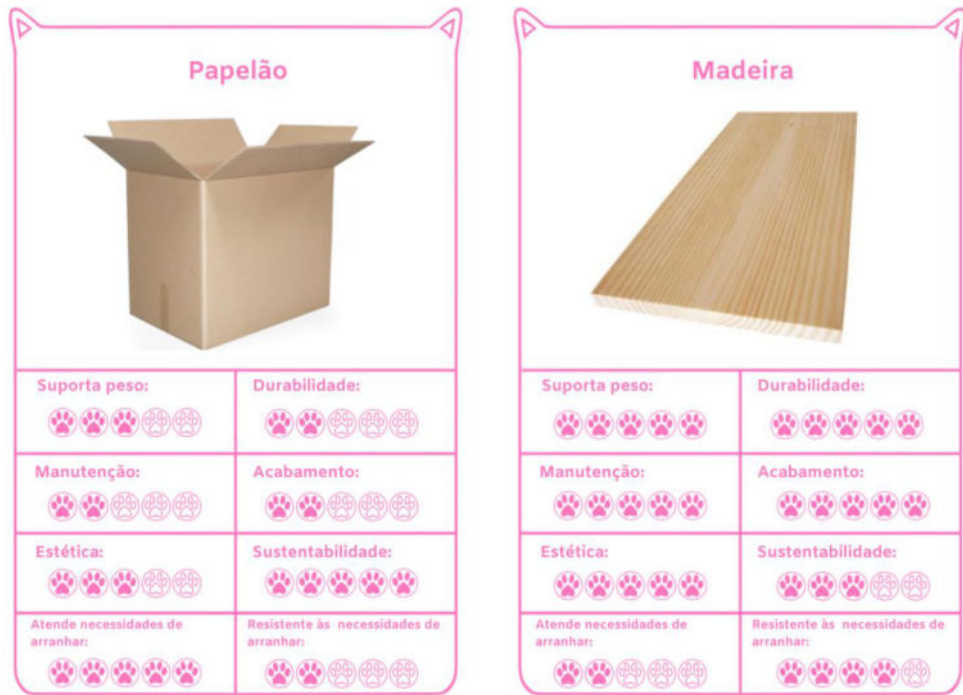 Papelão
Suporta peso:
Durabilidade:
Manutenção:
Acabamento:
Estética:
Sustentabilidade:
Atende necessidades de
arranhar:
Resistente às necessidades de
arranhar:
Madeira
Suporta peso:
Durabilidade:
Manutenção:
Acabamento:
Estética:
Sustentabilidade:
Atende necessidades de
arranhar:
Resistente às necessidades de
arranhar: